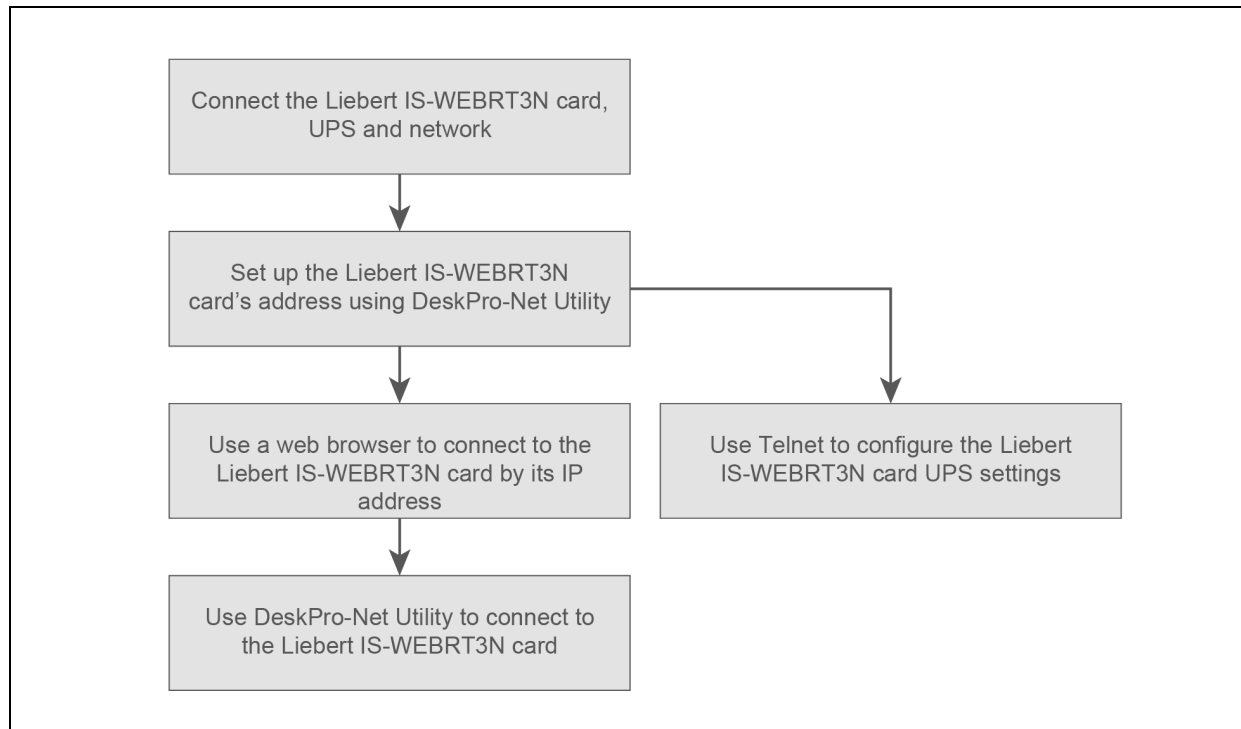 Connect the Liebert IS-WEBRT3N card,
UPS and network
Set up the Liebert IS-WEBRT3N
card’s address using DeskPro-Net Utility
Use a web browser to connect to the
Liebert IS-WEBRT3N card by its IP
address
Use Telnet to configure the Liebert
IS-WEBRT3N card UPS settings
Use DeskPro-Net Utility to connect to
the Liebert IS-WEBRT3N card